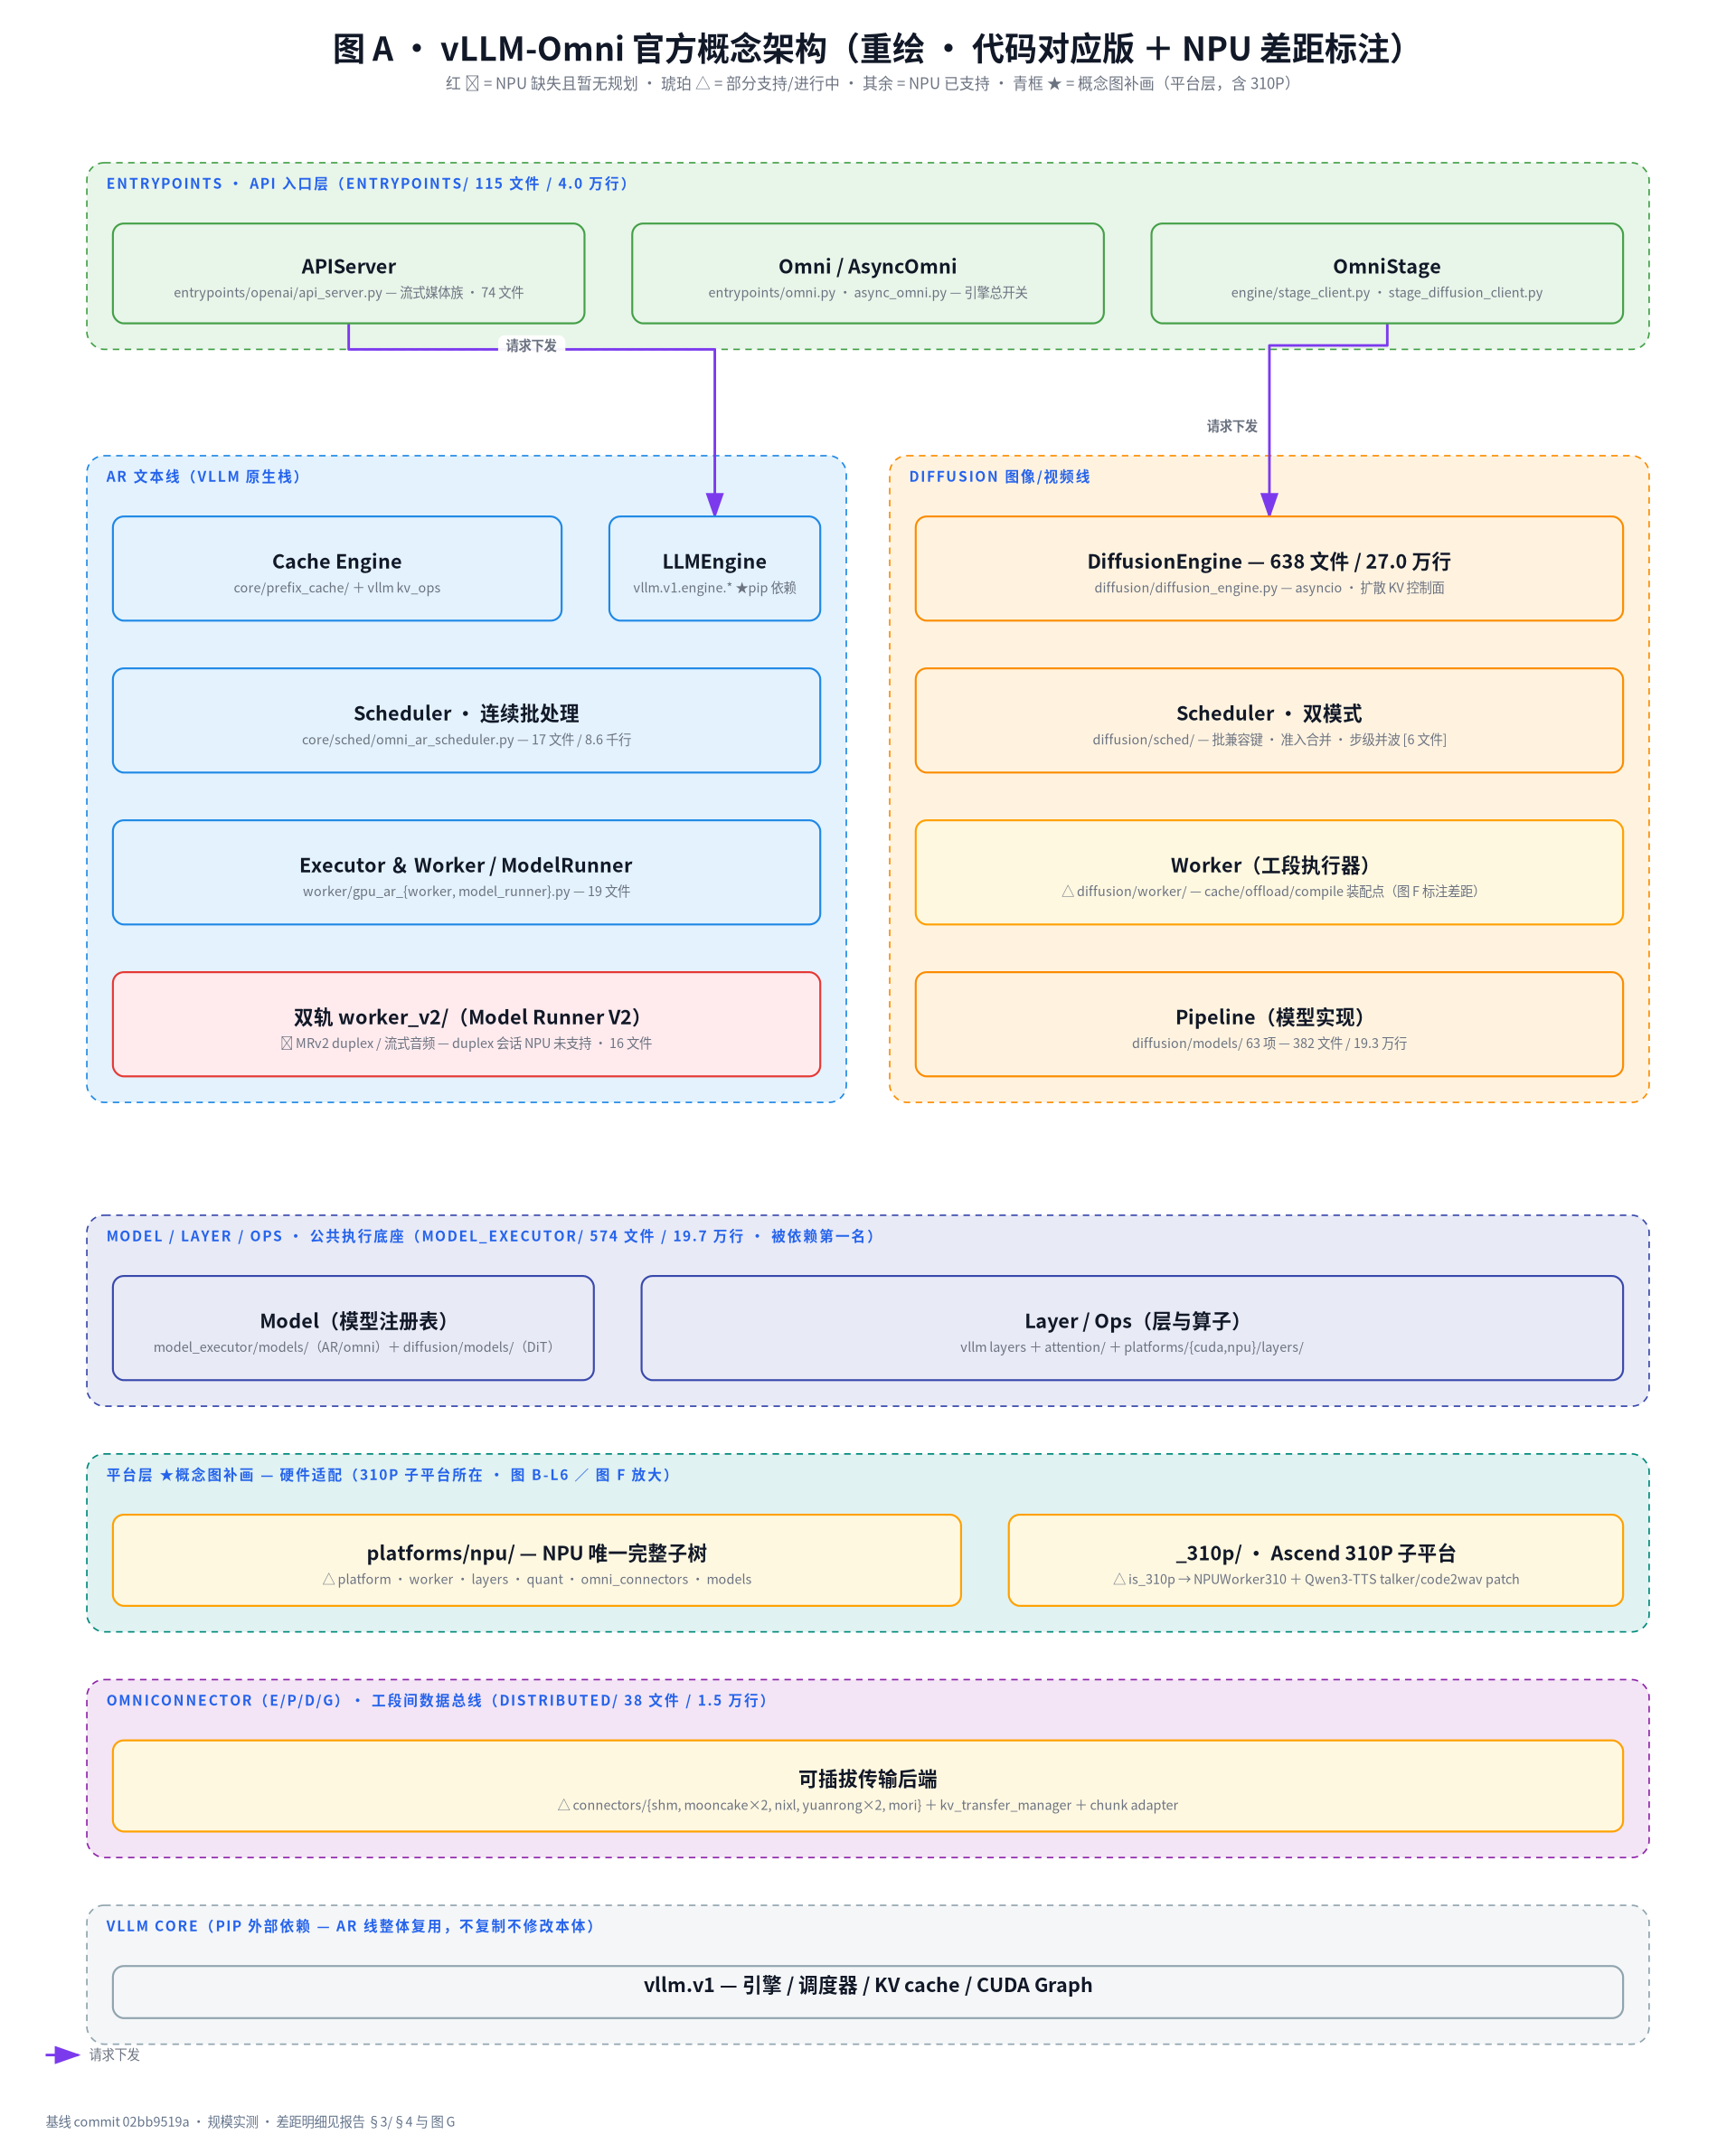 图 A · vLLM-Omni 官方概念架构（重绘 · 代码对应版 ＋ NPU 差距标注）
红 = NPU 缺失且暂无规划 · 琥珀 △ = 部分支持/进行中 · 其余 = NPU 已支持 · 青框 ★ = 概念图补画（平台层，含 310P）
ENTRYPOINTS · API 入口层（ENTRYPOINTS/ 115 文件 / 4.0 万行）
APIServer
entrypoints/openai/api_server.py — 流式媒体族 · 74 文件
Omni / AsyncOmni
entrypoints/omni.py · async_omni.py — 引擎总开关
OmniStage
engine/stage_client.py · stage_diffusion_client.py
请求下发
请求下发
AR 文本线（VLLM 原生栈）
Cache Engine
core/prefix_cache/ ＋ vllm kv_ops
LLMEngine
vllm.v1.engine.* ★pip 依赖
Scheduler · 连续批处理
core/sched/omni_ar_scheduler.py — 17 文件 / 8.6 千行
Executor ＆ Worker / ModelRunner
worker/gpu_ar_{worker, model_runner}.py — 19 文件
双轨 worker_v2/（Model Runner V2）
MRv2 duplex / 流式音频 — duplex 会话 NPU 未支持 · 16 文件
DIFFUSION 图像/视频线
DiffusionEngine — 638 文件 / 27.0 万行
diffusion/diffusion_engine.py — asyncio · 扩散 KV 控制面
Scheduler · 双模式
diffusion/sched/ — 批兼容键 · 准入合并 · 步级并波 [6 文件]
Worker（工段执行器）
△ diffusion/worker/ — cache/offload/compile 装配点（图 F 标注差距）
Pipeline（模型实现）
diffusion/models/ 63 项 — 382 文件 / 19.3 万行
MODEL / LAYER / OPS · 公共执行底座（MODEL_EXECUTOR/ 574 文件 / 19.7 万行 · 被依赖第一名）
Model（模型注册表）
model_executor/models/（AR/omni）＋ diffusion/models/（DiT）
Layer / Ops（层与算子）
vllm layers ＋ attention/ ＋ platforms/{cuda,npu}/layers/
平台层 ★概念图补画 — 硬件适配（310P 子平台所在 · 图 B-L6 ／ 图 F 放大）
platforms/npu/ — NPU 唯一完整子树
△ platform · worker · layers · quant · omni_connectors · models
_310p/ · Ascend 310P 子平台
△ is_310p → NPUWorker310 ＋ Qwen3-TTS talker/code2wav patch
OMNICONNECTOR（E/P/D/G）· 工段间数据总线（DISTRIBUTED/ 38 文件 / 1.5 万行）
可插拔传输后端
△ connectors/{shm, mooncake×2, nixl, yuanrong×2, mori} ＋ kv_transfer_manager ＋ chunk adapter
VLLM CORE（PIP 外部依赖 — AR 线整体复用，不复制不修改本体）
vllm.v1 — 引擎 / 调度器 / KV cache / CUDA Graph
请求下发
基线 commit 02bb9519a · 规模实测 · 差距明细见报告 §3/§4 与 图 G